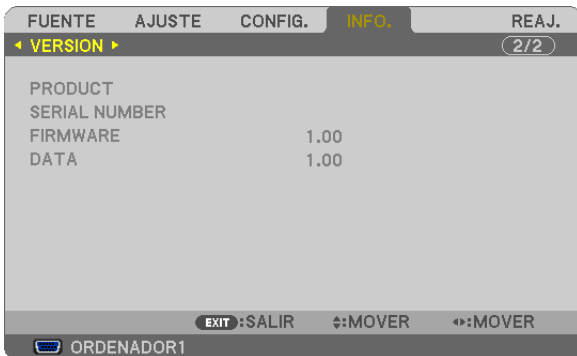 FUENTE AJUSTE CONFIG. INFO. REAJ.
VERSION 2/2
PRODUCT
SERIAL NUMBER
FIRMWARE 1.00
DATA 1.00
EXIT :SALIR :MOVER :MOVER
ORDENADOR1